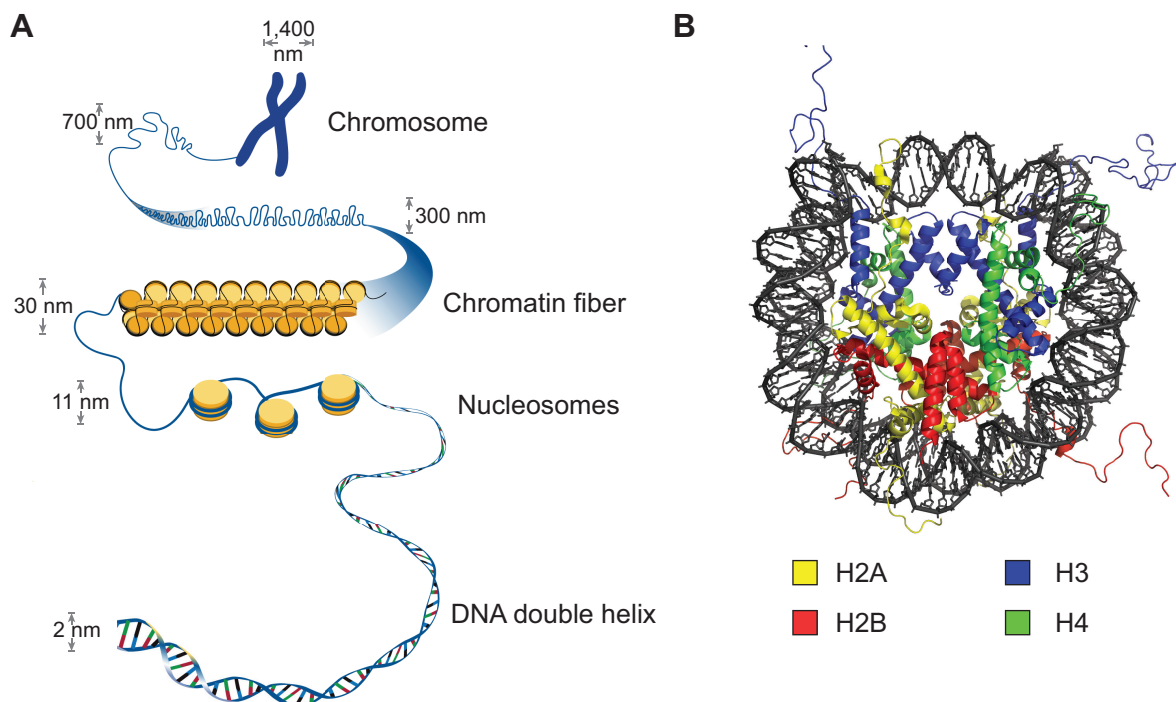 A
1,400
nm
700 nm
Chromosome
300 nm
30 nm
Chromatin fiber
11 nm
Nucleosomes
DNA double helix
2 nm
B
H2A
H3
H2B
H4